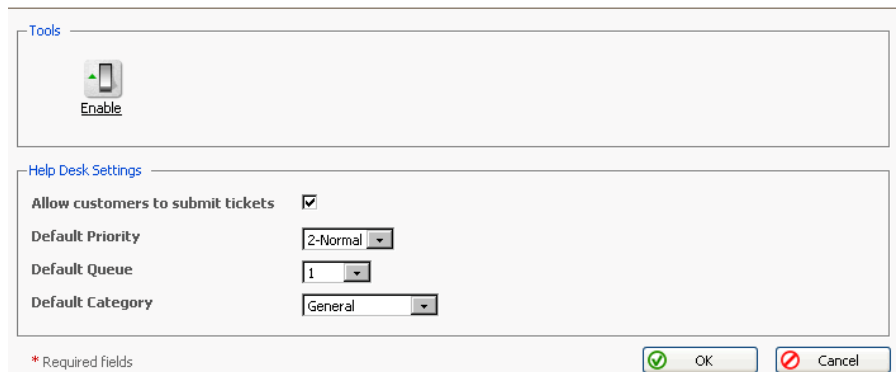 Tools
Enable
Help Desk Settings
Allow customers to submit tickets
Default Priority 2-Normal
Default Queue 1
Default Category General
* Required fields OK Cancel